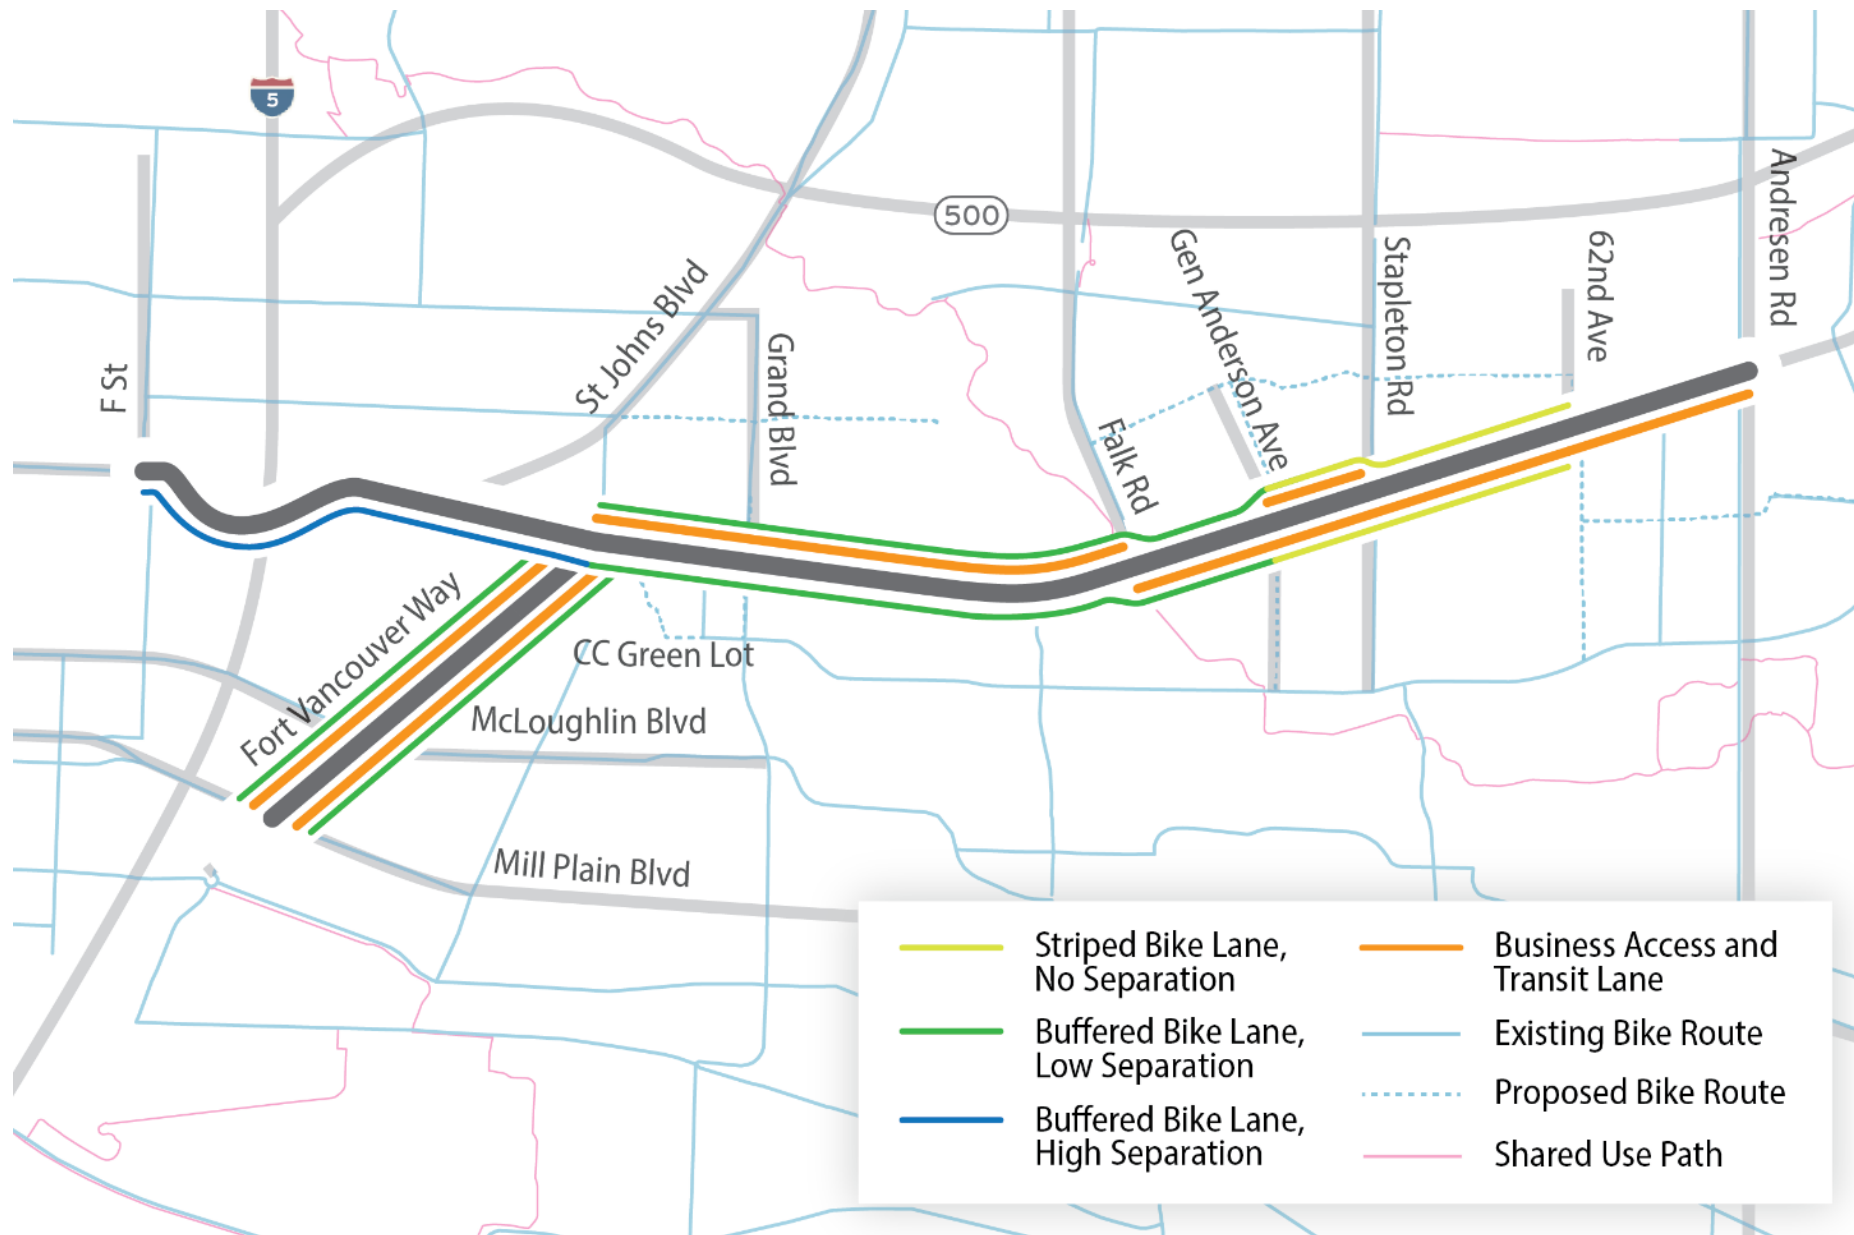 5
500
F St
St Johns Blvd
Grand Blvd
Gen Anderson Ave
Stapleton Rd
62nd Ave
Andresen Rd
Falk Rd
Fort Vancouver Way
CC Green Lot
McLoughlin Blvd
Mill Plain Blvd
Striped Bike Lane,
No Separation
Buffered Bike Lane,
Low Separation
Buffered Bike Lane,
High Separation
Business Access and
Transit Lane
Existing Bike Route
Proposed Bike Route
Shared Use Path